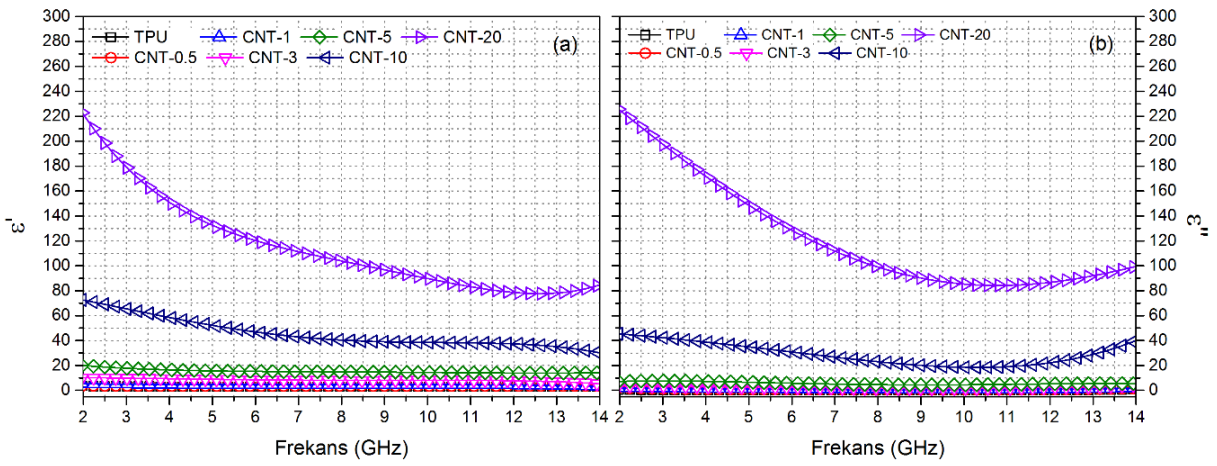 300
280
260
240
220
200
180
160
140
120
100
80
60
40
20
0
ε'
TPU CNT-1 CNT-5 CNT-20
CNT-0.5 CNT-3 CNT-10
(a)
2 3 4 5 6 7 8 9 10 11 12 13 14
Frekans (GHz)
TPU CNT-1 CNT-5 CNT-20
CNT-0.5 CNT-3 CNT-10
(b)
300
280
260
240
220
200
180
160
140
120
100
80
60
40
20
0
ε"
2 3 4 5 6 7 8 9 10 11 12 13 14
Frekans (GHz)